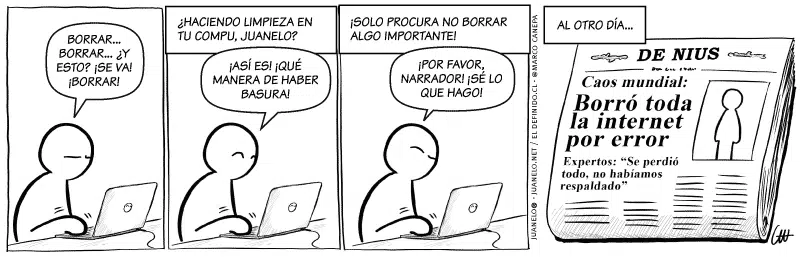 BORRAR...
BORRAR... ¿Y
ESTO? ¡SE VA!
¡BORRAR!
¿HACIENDO LIMPIEZA EN
TU COMPU, JUANELO?
¡ASÍ ES! ¡QUÉ
MANERA DE HABER
BASURA!
¡SOLO PROCURA NO BORRAR
ALGO IMPORTANTE!
¡POR FAVOR,
NARRADOR! ¡SÉ LO
QUE HAGO!
JUANELO® - JUANELO.NET / ELDEFINIDO.CL - @MARCO CANEPA
AL OTRO DÍA...
DE NIUS
Caos mundial:
Borró toda
la internet
por error
Expertos: “Se perdió
todo, no habíamos
respaldado”